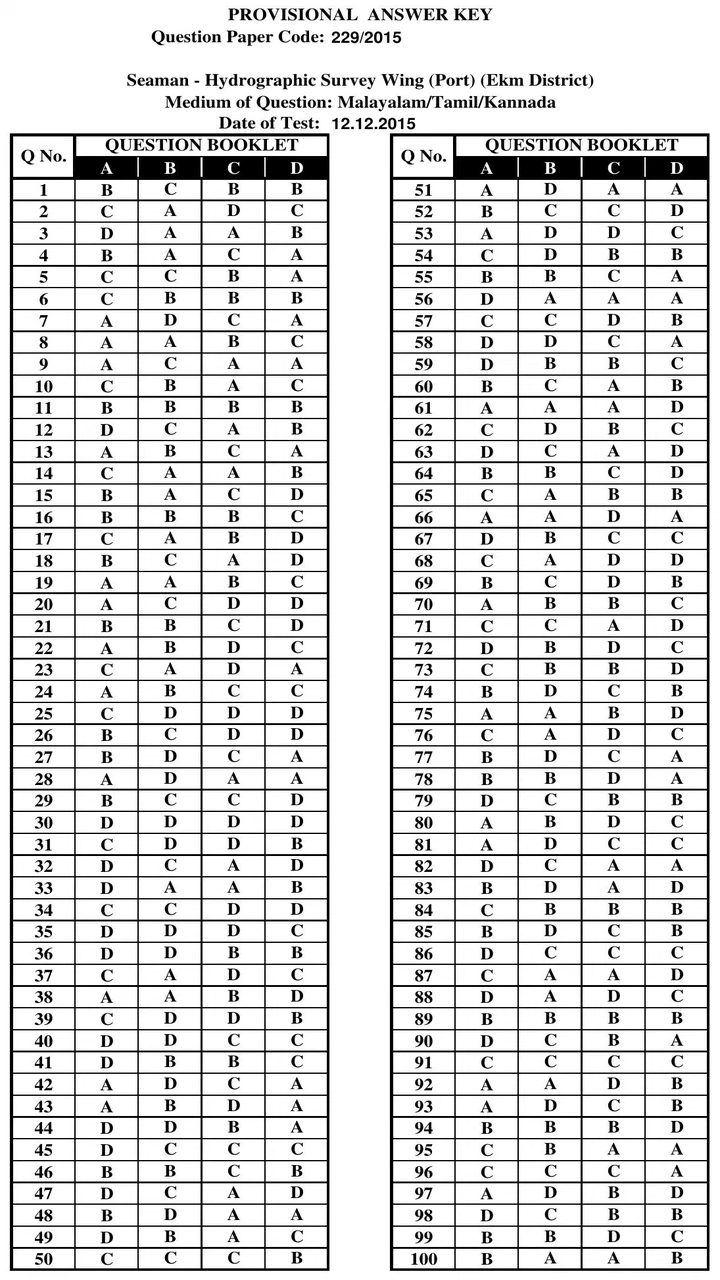 PROVISIONAL ANSWER KEY
Question Paper Code: 229/2015
Seaman - Hydrographic Survey Wing (Port) (Ekm District)
Medium of Question: Malayalam/Tamil/Kannada
Date of Test: 12.12.2015
Q No. QUESTION BOOKLET Q No. QUESTION BOOKLET
A B C D A B C D
1 B C B B 51 A D A A
2 C A D C 52 B C C D
3 D A A B 53 A D D C
4 B A C A 54 C D B B
5 C C B A 55 B B C A
6 C B B B 56 D A A A
7 A D C A 57 C C D B
8 A A B C 58 D D C A
9 A C A A 59 D B B C
10 C B A C 60 B C A B
11 B B B B 61 A A A D
12 D C A B 62 C D B C
13 A B C A 63 D C A D
14 C A A B 64 B B C D
15 B A C D 65 C A B B
16 B B B C 66 A A D A
17 C A B D 67 D B C C
18 B C A D 68 C A D D
19 A A B C 69 B C D B
20 A C D D 70 A B B C
21 B B C D 71 C C A D
22 A B D C 72 D B D C
23 C A D A 73 C B B D
24 A B C C 74 B D C B
25 C D D D 75 A A B D
26 B C D D 76 C A D C
27 B D C A 77 B D C A
28 A D A A 78 B B D A
29 B C C D 79 D C B B
30 D D D D 80 A B D C
31 C D D B 81 A D C C
32 D C A D 82 D C A A
33 D A A B 83 B D A D
34 C C D D 84 C B B B
35 D D D C 85 B D C B
36 D D B B 86 D C C C
37 C A D C 87 C A A D
38 A A B D 88 D A D C
39 C D D B 89 B B B B
40 D D C C 90 D C B A
41 D B B C 91 C C C C
42 A D C A 92 A A D B
43 A B D A 93 A D C B
44 D D B A 94 B B B D
45 D C C C 95 C B A A
46 B B C B 96 C C C A
47 D C A D 97 A D B D
48 B D A A 98 D C B B
49 D B A C 99 B B D C
50 C C C B 100 B A A B